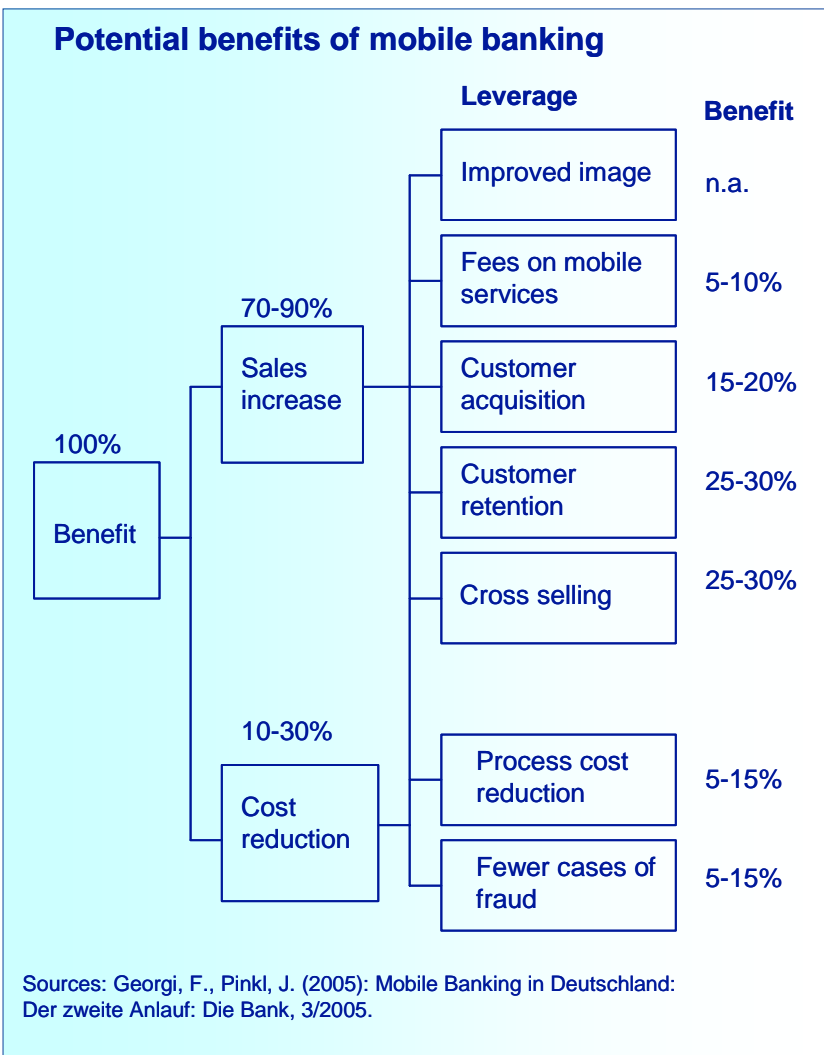 Potential benefits of mobile banking
Leverage
Benefit
Improved image
n.a.
Fees on mobile
services
5-10%
70-90%
Sales
increase
Customer
acquisition
15-20%
100%
Benefit
Customer
retention
25-30%
Cross selling
25-30%
10-30%
Cost
reduction
Process cost
reduction
5-15%
Fewer cases of
fraud
5-15%
Sources: Georgi, F., Pinkl, J. (2005): Mobile Banking in Deutschland:
Der zweite Anlauf: Die Bank, 3/2005.